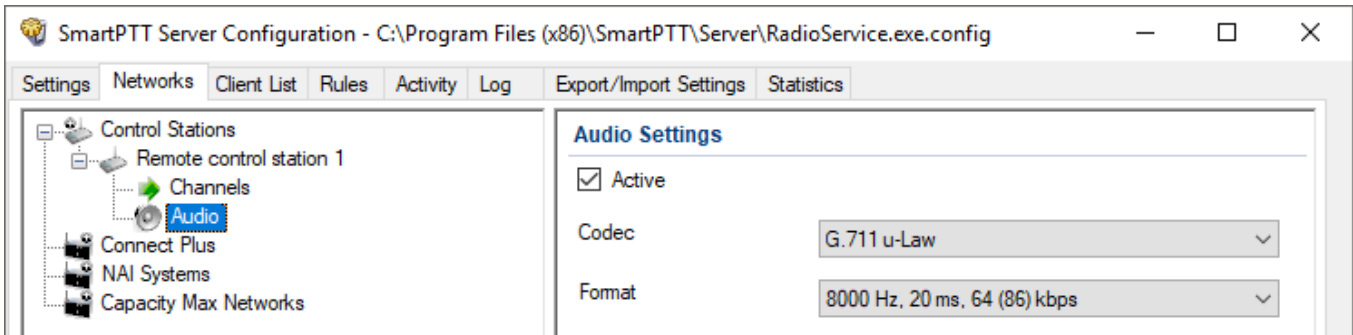 SmartPTT Server Configuration - C:\Program Files (x86)\SmartPTT\Server\RadioService.exe.config
Settings Networks Client List Rules Activity Log Export/Import Settings Statistics
Control Stations
Remote control station 1
Channels
Audio
Connect Plus
NAI Systems
Capacity Max Networks
Audio Settings
Active
Codec G.711 u-Law
Format 8000 Hz, 20 ms, 64 (86) kbps